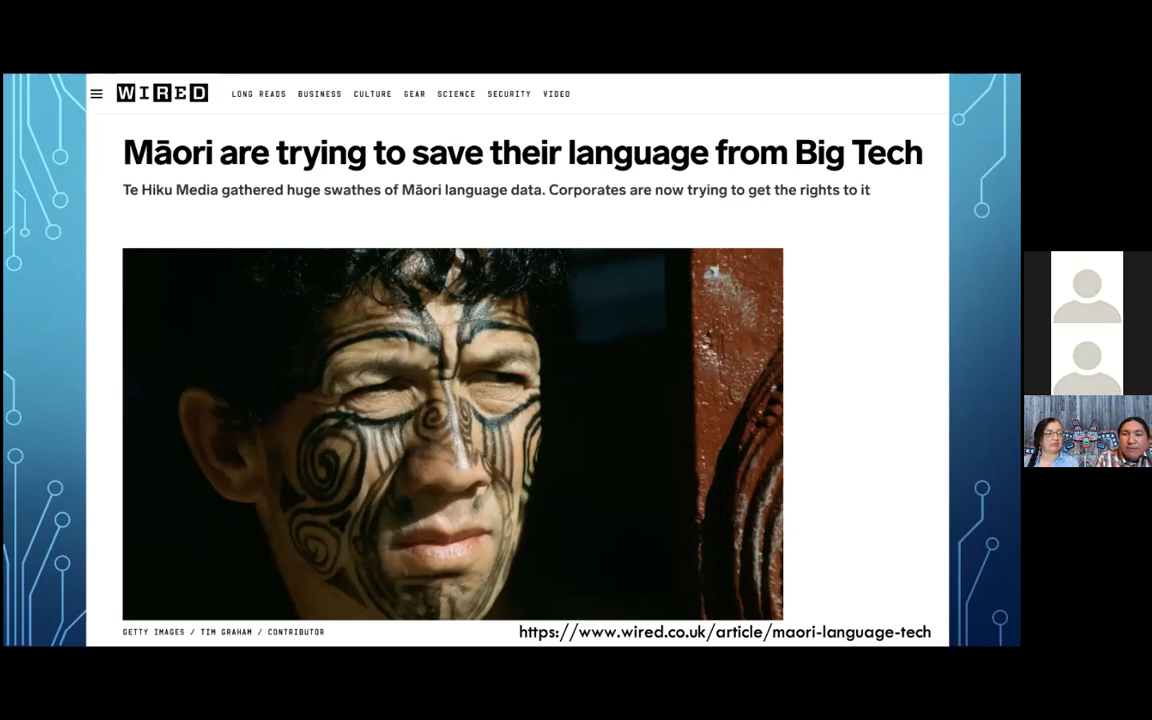 WIRED
LONG READS BUSINESS CULTURE GEAR SCIENCE SECURITY VIDEO
Māori are trying to save their language from Big Tech
Te Hiku Media gathered huge swathes of Māori language data. Corporates are now trying to get the rights to it
GETTY IMAGES / TIM GRAHAM / CONTRIBUTOR
https://www.wired.co.uk/article/maori-language-tech